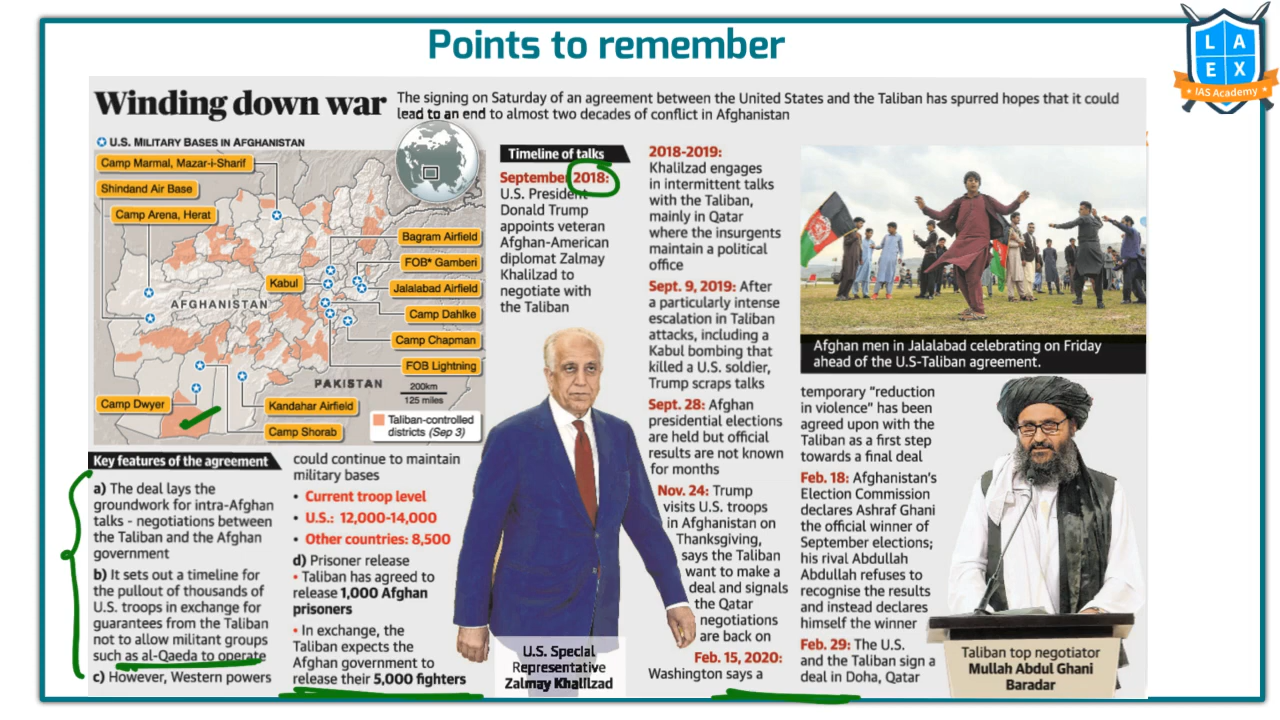 Points to remember
L A
E X
IAS Academy
Winding down war
The signing on Saturday of an agreement between the United States and the Taliban has spurred hopes that it could
lead to an end to almost two decades of conflict in Afghanistan
U.S. MILITARY BASES IN AFGHANISTAN
Camp Marmal, Mazar-i-Sharif
Shindand Air Base
Camp Arena, Herat
Bagram Airfield
FOB* Gamberi
Kabul
Jalalabad Airfield
AFGHANISTAN
Camp Dahlke
Camp Chapman
FOB Lightning
PAKISTAN
200km
125 miles
Camp Dwyer
Kandahar Airfield
Camp Shorab
Taliban-controlled
districts (Sep 3)
Key features of the agreement
a) The deal lays the
groundwork for intra-Afghan
talks - negotiations between
the Taliban and the Afghan
government
b) It sets out a timeline for
the pullout of thousands of
U.S. troops in exchange for
guarantees from the Taliban
not to allow militant groups
such as al-Qaeda to operate
c) However, Western powers
could continue to maintain
military bases
• Current troop level
• U.S.: 12,000-14,000
• Other countries: 8,500
d) Prisoner release
• Taliban has agreed to
release 1,000 Afghan
prisoners
• In exchange, the
Taliban expects the
Afghan government to
release their 5,000 fighters
Timeline of talks
September 2018:
U.S. President
Donald Trump
appoints veteran
Afghan-American
diplomat Zalmay
Khalilzad to
negotiate with
the Taliban
U.S. Special
Representative
Zalmay Khalilzad
2018-2019:
Khalilzad engages
in intermittent talks
with the Taliban,
mainly in Qatar
where the insurgents
maintain a political
office
Sept. 9, 2019: After
a particularly intense
escalation in Taliban
attacks, including a
Kabul bombing that
killed a U.S. soldier,
Trump scraps talks
Sept. 28: Afghan
presidential elections
are held but official
results are not known
for months
Nov. 24: Trump
visits U.S. troops
in Afghanistan on
Thanksgiving,
says the Taliban
want to make a
deal and signals
the Qatar
negotiations
are back on
Feb. 15, 2020:
Washington says a
Afghan men in Jalalabad celebrating on Friday
ahead of the U.S-Taliban agreement.
temporary "reduction
in violence" has been
agreed upon with the
Taliban as a first step
towards a final deal
Feb. 18: Afghanistan's
Election Commission
declares Ashraf Ghani
the official winner of
September elections;
his rival Abdullah
Abdullah refuses to
recognise the results
and instead declares
himself the winner
Feb. 29: The U.S.
and the Taliban sign a
deal in Doha, Qatar
Taliban top negotiator
Mullah Abdul Ghani
Baradar